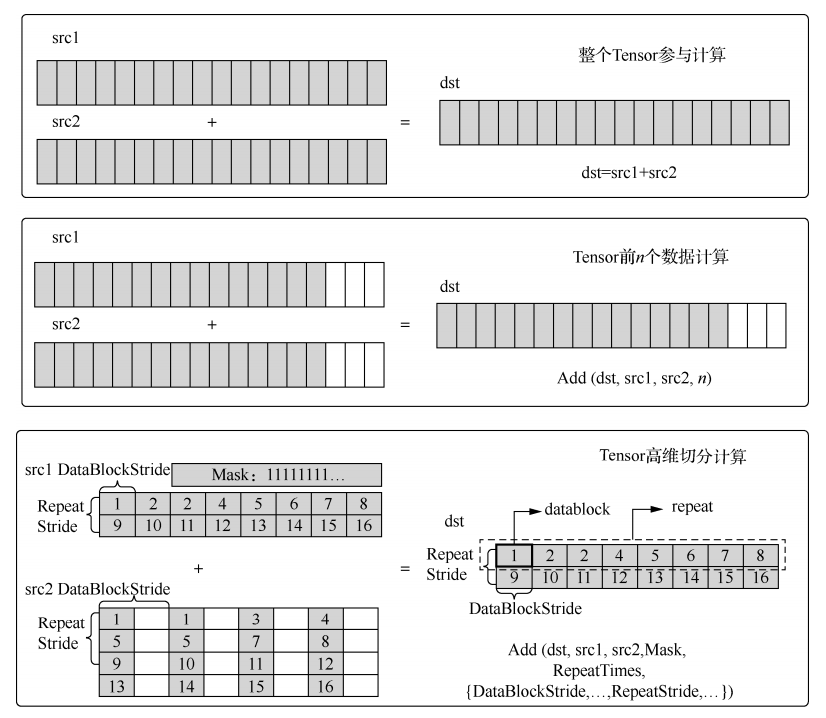 src1
整个Tensor参与计算
dst
src2
+
=
dst=src1+src2
src1
Tensor前n个数据计算
dst
src2
+
=
Add (dst, src1, src2, n)
Tensor高维切分计算
src1 DataBlockStride
Mask：11111111…
Repeat
Stride
1 2 2 4 5 6 7 8
9 10 11 12 13 14 15 16
+
=
src2 DataBlockStride
Repeat
Stride
1 1 3 4
5 5 7 8
9 10 11 12
13 14 15 16
datablock
repeat
dst
Repeat
Stride
1 2 2 4 5 6 7 8
9 10 11 12 13 14 15 16
DataBlockStride
Add (dst, src1, src2,Mask,
RepeatTimes,
{DataBlockStride,…,RepeatStride,…})